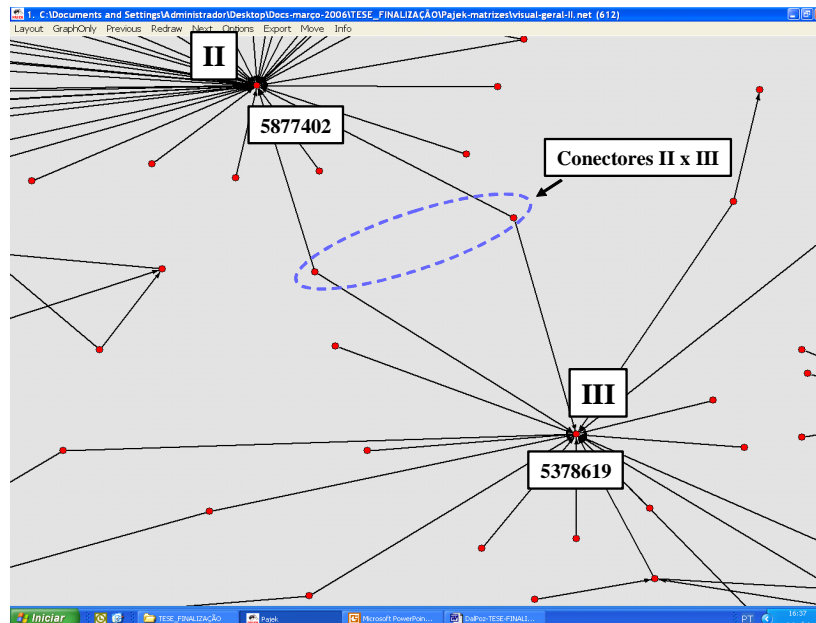 1. C:\Documents and Settings\Administrador\Desktop\Docs-março-2006\TESE_FINALIZAÇÃO\Pajek-matrizes\visual-geral-II.net (612)
Layout GraphOnly Previous Redraw Next Options Export Move Info
II
5877402
Conectores II x III
III
5378619
Iniciar TESE_FINALIZAÇÃO Pajek Microsoft PowerPoin... DalPoz-TESE-FINALI... PT 16:37